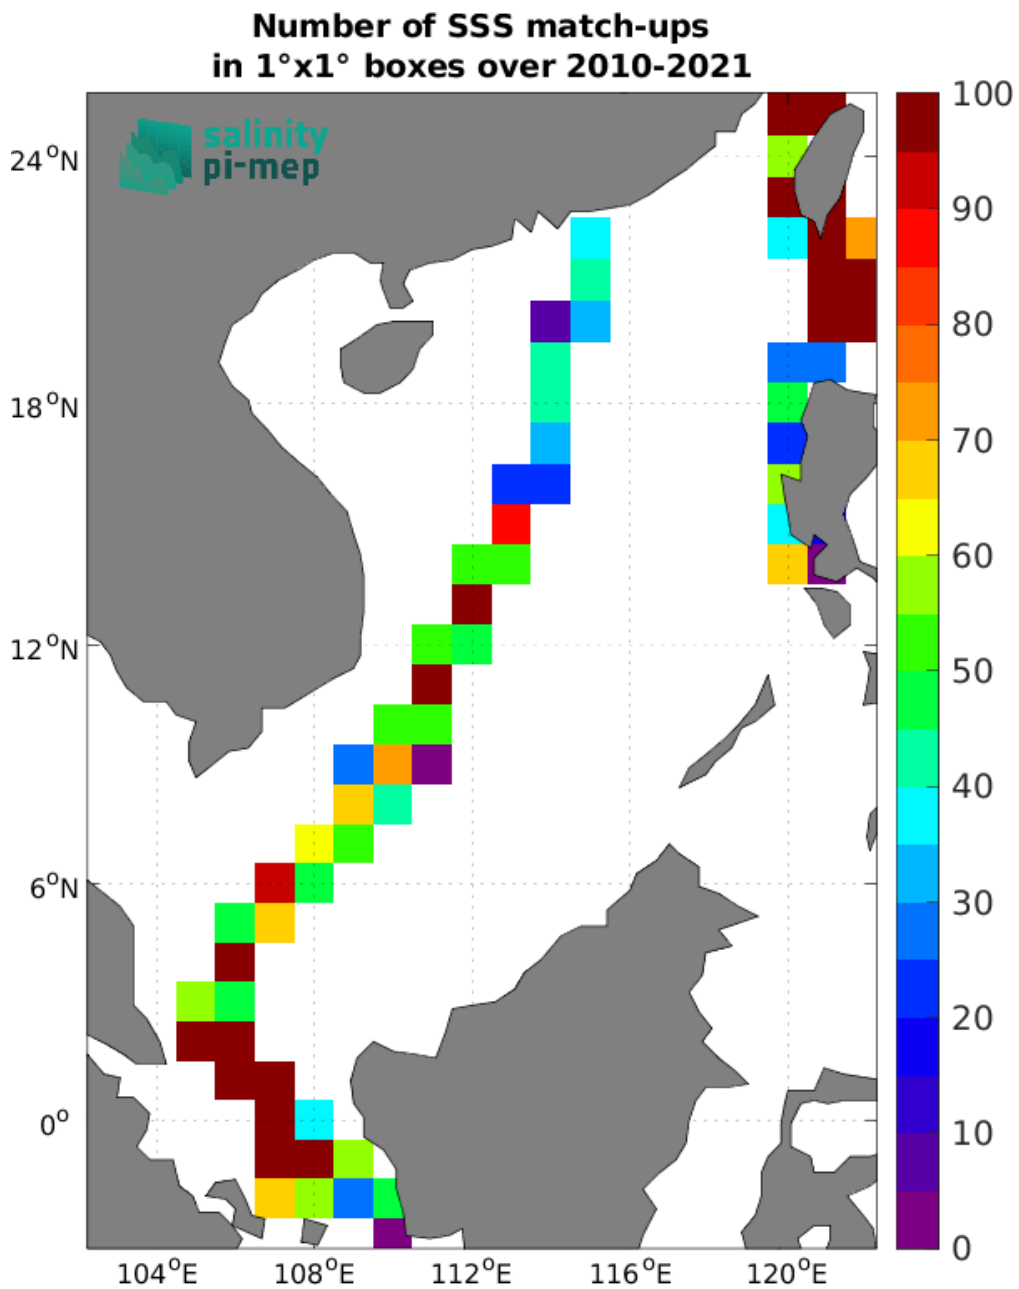 Number of SSS match-ups
in 1°x1° boxes over 2010-2021
salinity
pi-mep
24°N
18°N
12°N
6°N
0°
104°E
108°E
112°E
116°E
120°E
100
90
80
70
60
50
40
30
20
10
0